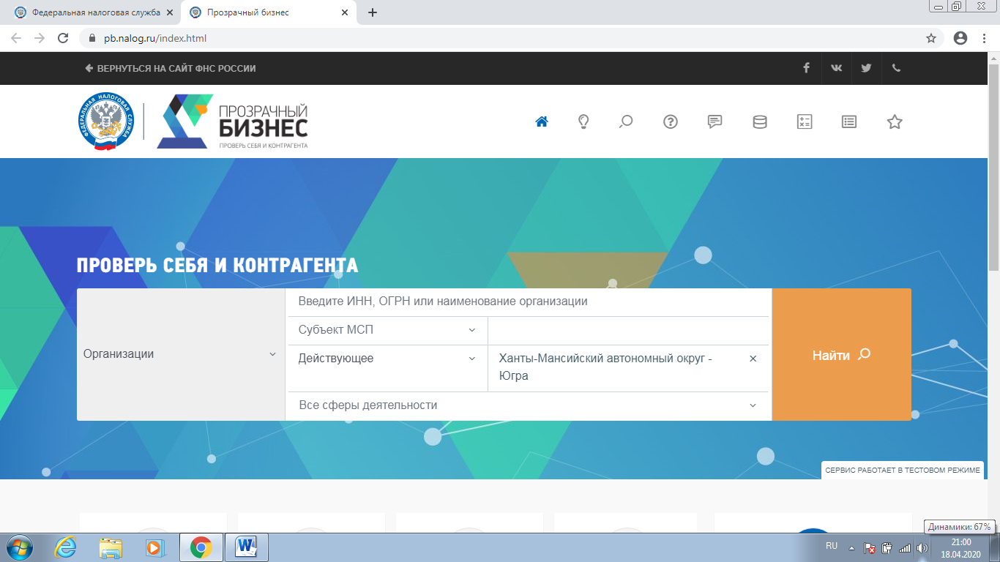 Федеральная налоговая служба
Прозрачный бизнес
pb.nalog.ru/index.html
ВЕРНУТЬСЯ НА САЙТ ФНС РОССИИ
ФЕДЕРАЛЬНАЯ НАЛОГОВАЯ СЛУЖБА
ПРОЗРАЧНЫЙ
БИЗНЕС
ПРОВЕРЬ СЕБЯ И КОНТРАГЕНТА
ПРОВЕРЬ СЕБЯ И КОНТРАГЕНТА
Организации
Введите ИНН, ОГРН или наименование организации
Субъект МСП
Действующее
Ханты-Мансийский автономный округ -
Югра
Все сферы деятельности
Найти
СЕРВИС РАБОТАЕТ В ТЕСТОВОМ РЕЖИМЕ
Динамики: 67%
RU
21:00
18.04.2020